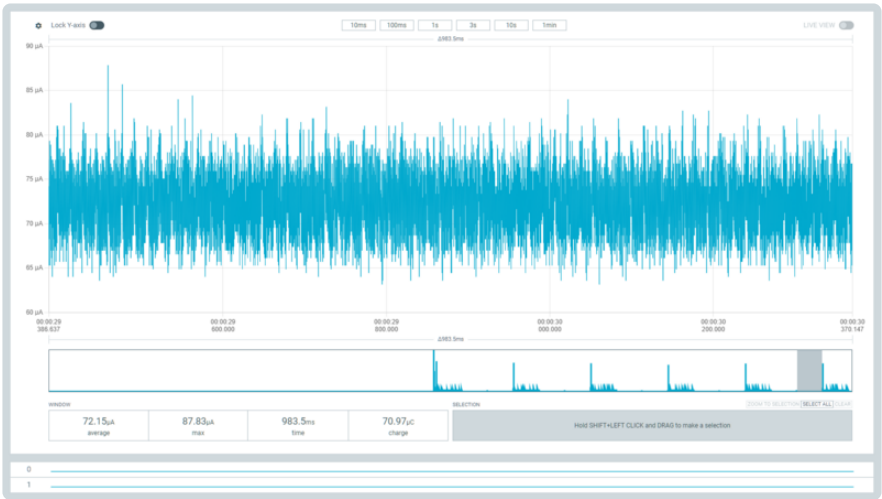 Lock Y-axis 10ms 100ms 1s 3s 10s 1min LIVE VIEW
Δ983.5ms
90 µA
85 µA
80 µA
75 µA
70 µA
65 µA
60 µA
00:00:29 00:00:29 00:00:29 00:00:30 00:00:30 00:00:30
386.637 600.000 800.000 000.000 200.000 370.147
Δ983.5ms
WINDOW SELECTION ZOOM TO SELECTION SELECT ALL CLEAR
72.15µA 87.83µA 983.5ms 70.97µC
average max time charge
Hold SHIFT+LEFT CLICK and DRAG to make a selection
0
1